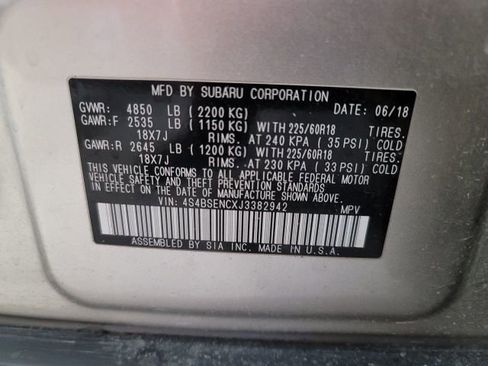 MFD BY SUBARU CORPORATION
GVWR: 4850 LB ( 2200 KG) DATE: 06/18
GAWR:F 2535 LB ( 1150 KG) WITH 225/60R18 TIRES.
18X7J RIMS. AT 240 KPA ( 35 PSI) COLD
GAWR:R 2645 LB ( 1200 KG) WITH 225/60R18 TIRES.
18X7J RIMS. AT 230 KPA ( 33 PSI) COLD
THIS VEHICLE CONFORMS TO ALL APPLICABLE FEDERAL MOTOR
VEHICLE SAFETY AND THEFT PREVENTION STANDARDS IN EFFECT
ON THE DATE OF MANUFACTURE SHOWN ABOVE.
VIN: 4S4BSENCXJ3382942 MPV
ASSEMBLED BY SIA INC. MADE IN U.S.A.